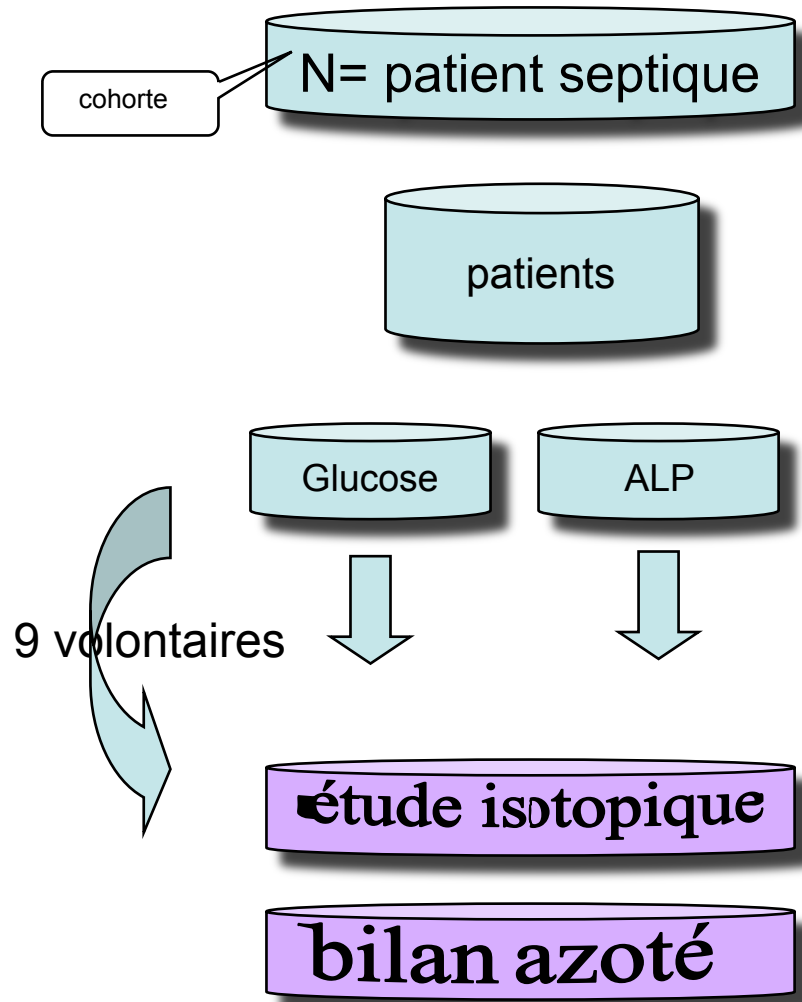 N= patient septique
cohorte
patients
Glucose
ALP
9 volontaires
étude isotopique
bilan azoté